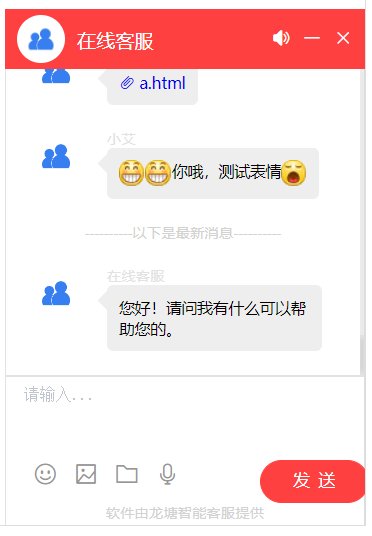 在线客服
a.html
小艾
你哦，测试表情
----------以下是最新消息----------
在线客服
您好！请问我有什么可以帮
助您的。
请输入...
发 送
软件由龙塘智能客服提供